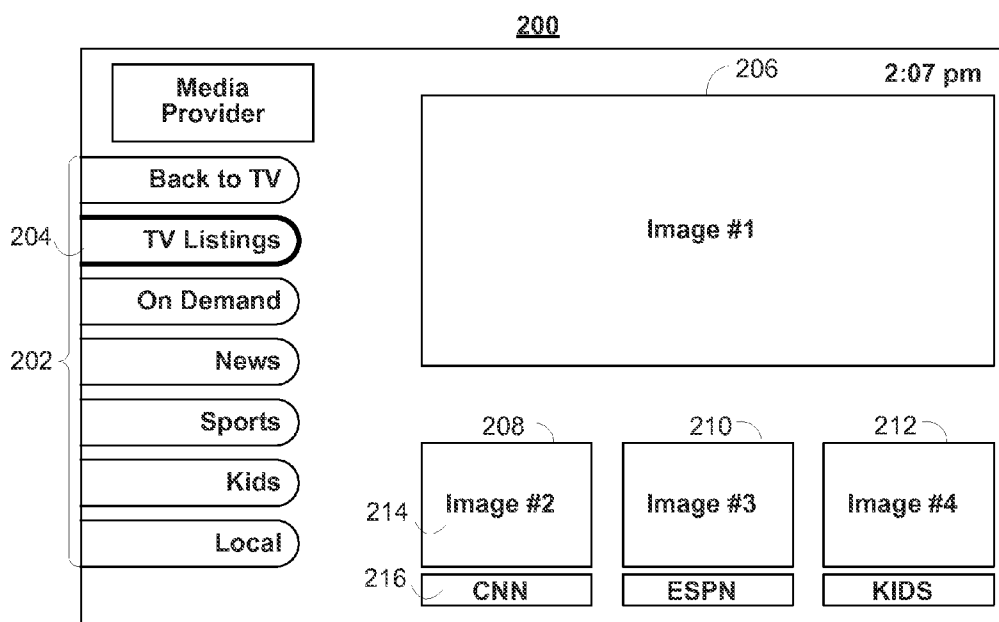 200
206
2:07 pm
Media
Provider
Back to TV
204
TV Listings
Image #1
On Demand
202
News
Sports
208
210
212
Kids
214
Image #2
Image #3
Image #4
Local
216
CNN
ESPN
KIDS